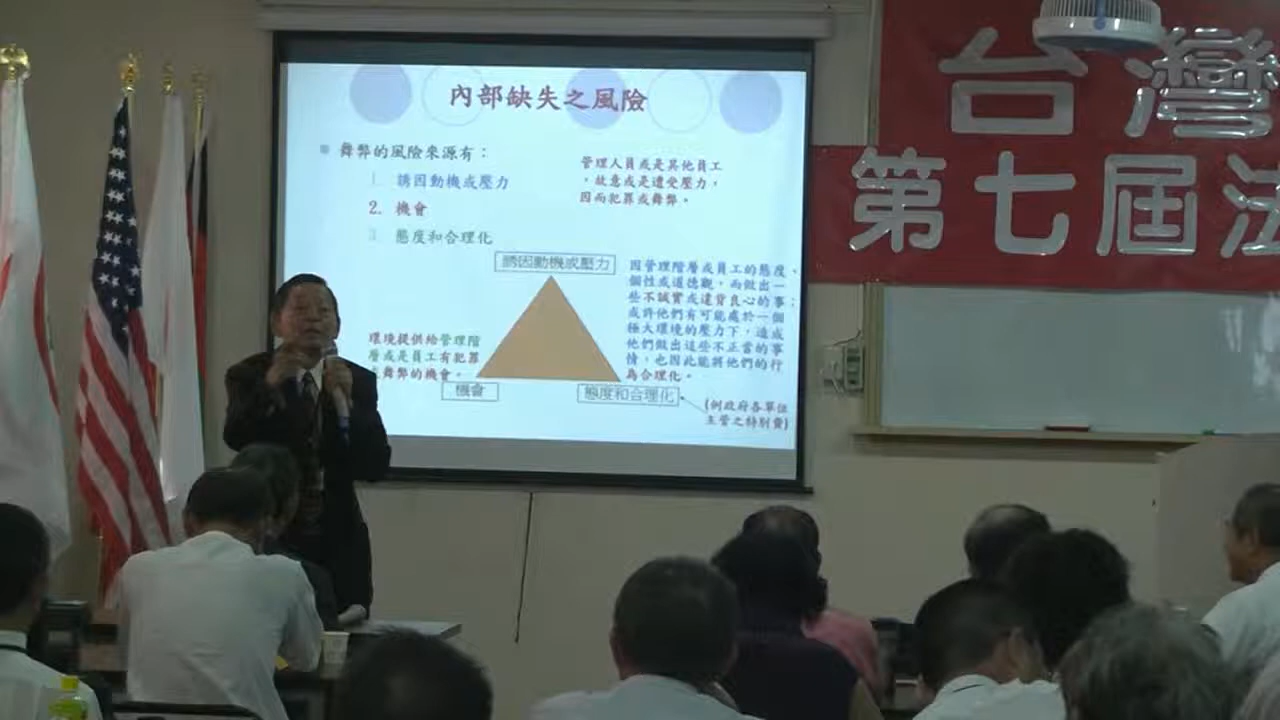 內部缺失之風險
舞弊的風險來源有：
1. 誘因動機或壓力
2. 機會
3. 態度和合理化
管理人員或是其他員工
，故意或是遭受壓力，
因而犯罪或舞弊。
誘因動機或壓力
因管理階層或員工的態度、
個性或道德觀，而做出一
些不誠實或違背良心的事；
或許他們有可能處於一個
極大環境的壓力下，造成
他們做出這些不正當的事
情，也因此能將他們的行
為合理化。
環境提供給管理階
層或是員工有犯罪
舞弊的機會。
機會
態度和合理化
(例政府各單位
主管之特別費)
台灣
第七屆法